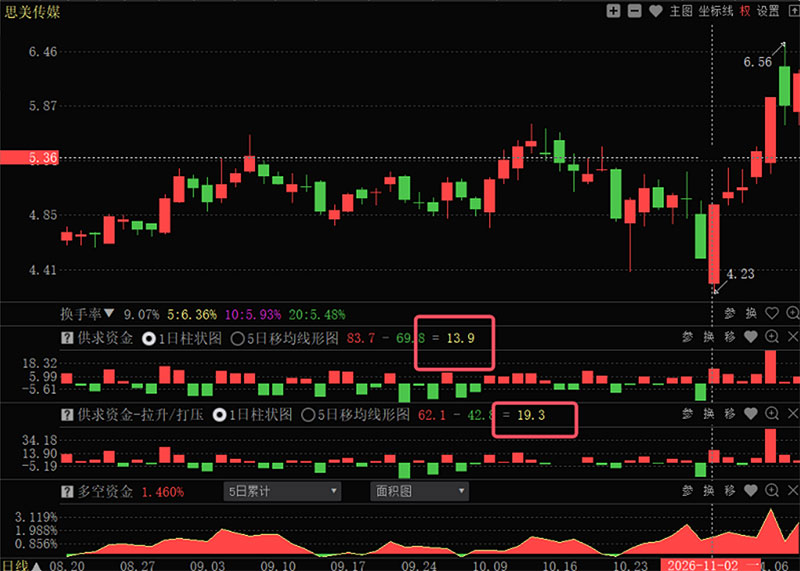 思美传媒 主图 坐标线 权 设置
6.46
6.56
5.87
5.36
4.85
4.41
4.23
换手率▼ 9.07% 5:6.36% 10:5.93% 20:5.48% 参 换
? 供求资金 1日柱状图 5日移均线形图 83.7 - 69.8 = 13.9 参 换 移
18.32
5.99
-5.61
? 供求资金-拉升/打压 1日柱状图 5日移均线形图 62.1 - 42. = 19.3 参 换 移
34.18
13.90
-5.19
? 多空资金 1.460% 5日累计 面积图 参 换 移
3.119%
1.988%
0.856%
日线▲ 08.20 08.27 09.03 09.10 09.17 09.24 10.09 10.16 10.23 2026-11-02 一 1.06